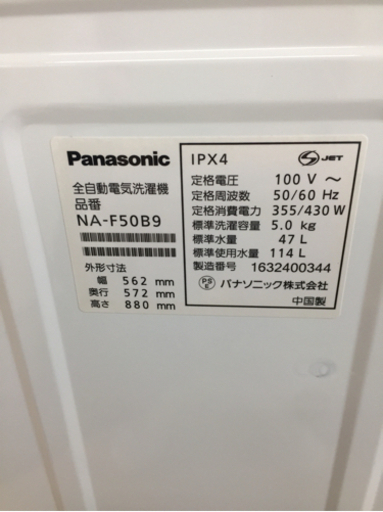 Panasonic
全自動電気洗濯機
品番
NA-F50B9
外形寸法
幅 562 mm
奥行 572 mm
高さ 880 mm
IPX4
S JET
定格電圧 100 V ～
定格周波数 50/60 Hz
定格消費電力 355/430 W
標準洗濯容量 5.0 kg
標準水量 47 L
標準使用水量 114 L
製造番号 1632400344
PSE パナソニック株式会社
中国製